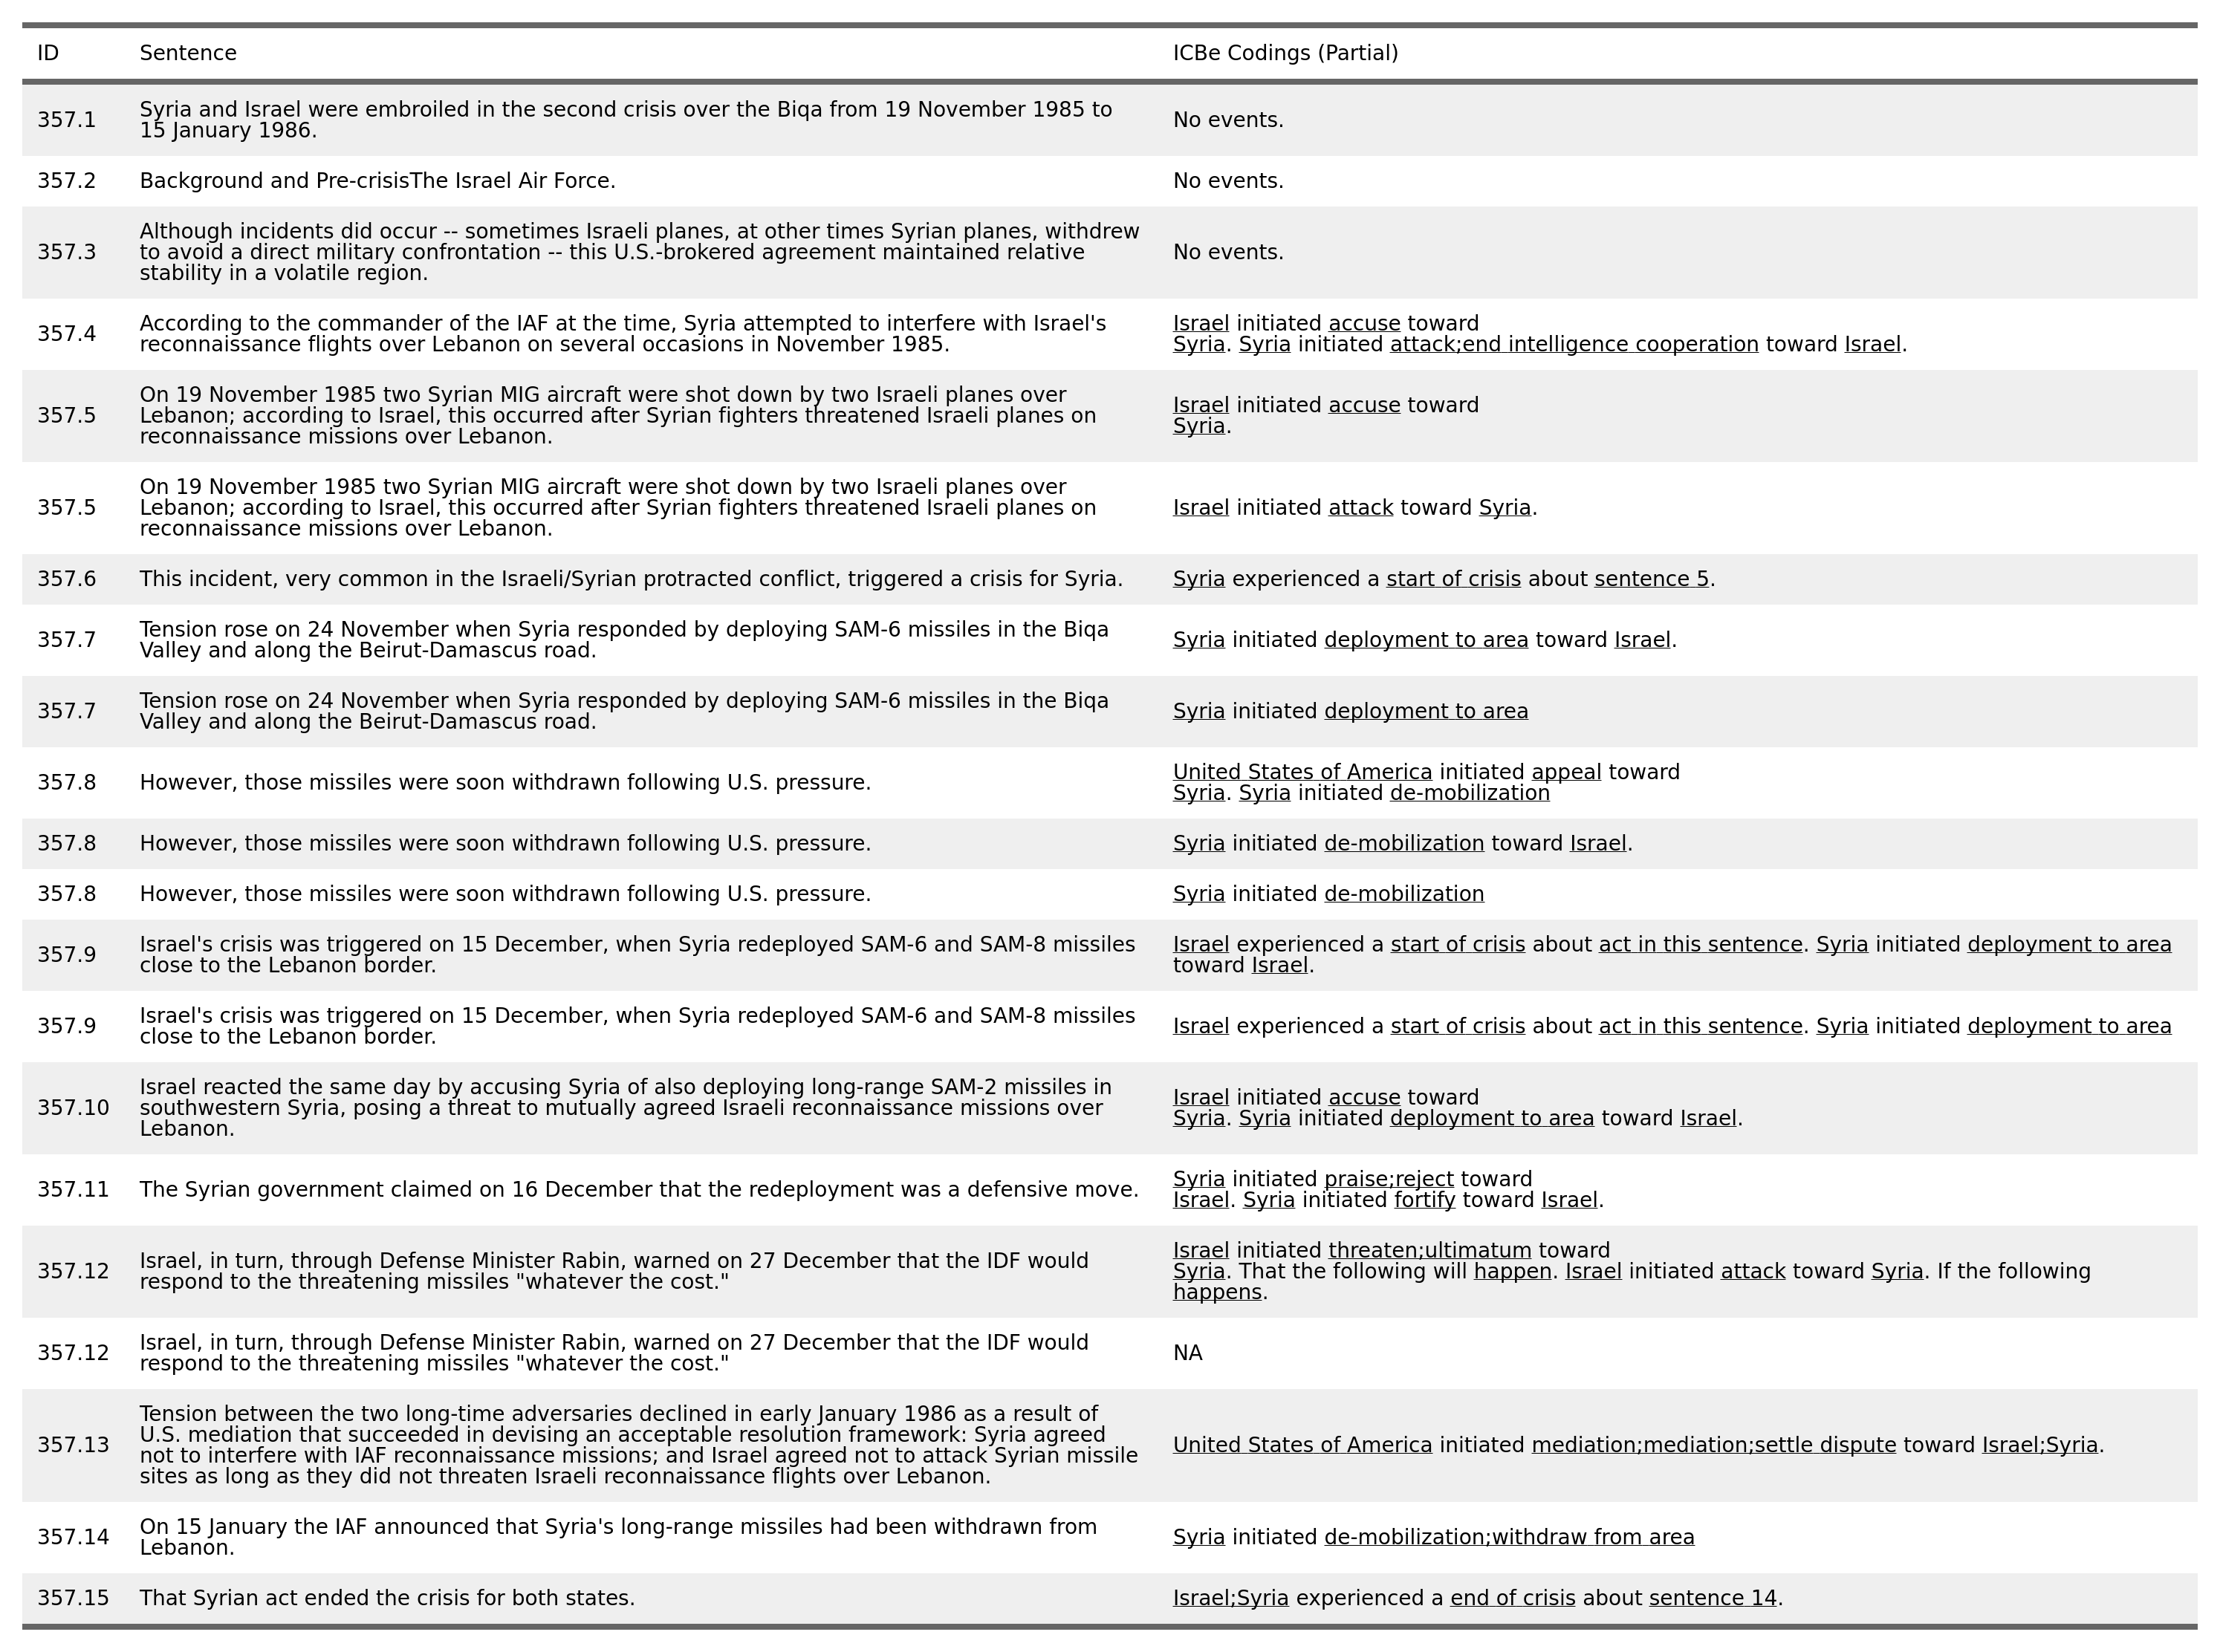 ID Sentence ICBe Codings (Partial)
357.1 Syria and Israel were embroiled in the second crisis over the Biqa from 19 November 1985 to
15 January 1986.
No events.
357.2 Background and Pre-crisisThe Israel Air Force. No events.
357.3 Although incidents did occur -- sometimes Israeli planes, at other times Syrian planes, withdrew
to avoid a direct military confrontation -- this U.S.-brokered agreement maintained relative
stability in a volatile region.
No events.
357.4 According to the commander of the IAF at the time, Syria attempted to interfere with Israel's
reconnaissance flights over Lebanon on several occasions in November 1985.
Israel initiated accuse toward
Syria. Syria initiated attack;end intelligence cooperation toward Israel.
357.5 On 19 November 1985 two Syrian MIG aircraft were shot down by two Israeli planes over
Lebanon; according to Israel, this occurred after Syrian fighters threatened Israeli planes on
reconnaissance missions over Lebanon.
Israel initiated accuse toward
Syria.
357.5 On 19 November 1985 two Syrian MIG aircraft were shot down by two Israeli planes over
Lebanon; according to Israel, this occurred after Syrian fighters threatened Israeli planes on
reconnaissance missions over Lebanon.
Israel initiated attack toward Syria.
357.6 This incident, very common in the Israeli/Syrian protracted conflict, triggered a crisis for Syria. Syria experienced a start of crisis about sentence 5.
357.7 Tension rose on 24 November when Syria responded by deploying SAM-6 missiles in the Biqa
Valley and along the Beirut-Damascus road.
Syria initiated deployment to area toward Israel.
357.7 Tension rose on 24 November when Syria responded by deploying SAM-6 missiles in the Biqa
Valley and along the Beirut-Damascus road.
Syria initiated deployment to area
357.8 However, those missiles were soon withdrawn following U.S. pressure.
United States of America initiated appeal toward
Syria. Syria initiated de-mobilization
357.8 However, those missiles were soon withdrawn following U.S. pressure. Syria initiated de-mobilization toward Israel.
357.8 However, those missiles were soon withdrawn following U.S. pressure. Syria initiated de-mobilization
357.9 Israel's crisis was triggered on 15 December, when Syria redeployed SAM-6 and SAM-8 missiles
close to the Lebanon border.
Israel experienced a start of crisis about act in this sentence. Syria initiated deployment to area
toward Israel.
357.9 Israel's crisis was triggered on 15 December, when Syria redeployed SAM-6 and SAM-8 missiles
close to the Lebanon border.
Israel experienced a start of crisis about act in this sentence. Syria initiated deployment to area
357.10 Israel reacted the same day by accusing Syria of also deploying long-range SAM-2 missiles in
southwestern Syria, posing a threat to mutually agreed Israeli reconnaissance missions over
Lebanon.
Israel initiated accuse toward
Syria. Syria initiated deployment to area toward Israel.
357.11 The Syrian government claimed on 16 December that the redeployment was a defensive move.
Syria initiated praise;reject toward
Israel. Syria initiated fortify toward Israel.
357.12 Israel, in turn, through Defense Minister Rabin, warned on 27 December that the IDF would
respond to the threatening missiles "whatever the cost."
Israel initiated threaten;ultimatum toward
Syria. That the following will happen. Israel initiated attack toward Syria. If the following
happens.
357.12 Israel, in turn, through Defense Minister Rabin, warned on 27 December that the IDF would
respond to the threatening missiles "whatever the cost."
NA
357.13 Tension between the two long-time adversaries declined in early January 1986 as a result of
U.S. mediation that succeeded in devising an acceptable resolution framework: Syria agreed
not to interfere with IAF reconnaissance missions; and Israel agreed not to attack Syrian missile
sites as long as they did not threaten Israeli reconnaissance flights over Lebanon.
United States of America initiated mediation;mediation;settle dispute toward Israel;Syria.
357.14 On 15 January the IAF announced that Syria's long-range missiles had been withdrawn from
Lebanon.
Syria initiated de-mobilization;withdraw from area
357.15 That Syrian act ended the crisis for both states. Israel;Syria experienced a end of crisis about sentence 14.